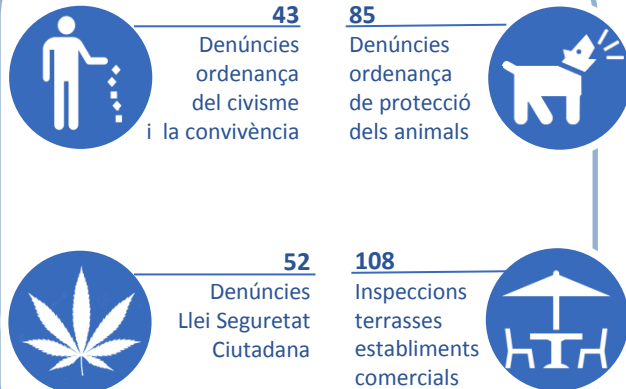 43
Denúncies
ordenança
del civisme
i la convivència
85
Denúncies
ordenança
de protecció
dels animals
52
Denúncies
Llei Seguretat
Ciutadana
108
Inspeccions
terrasses
establiments
comercials